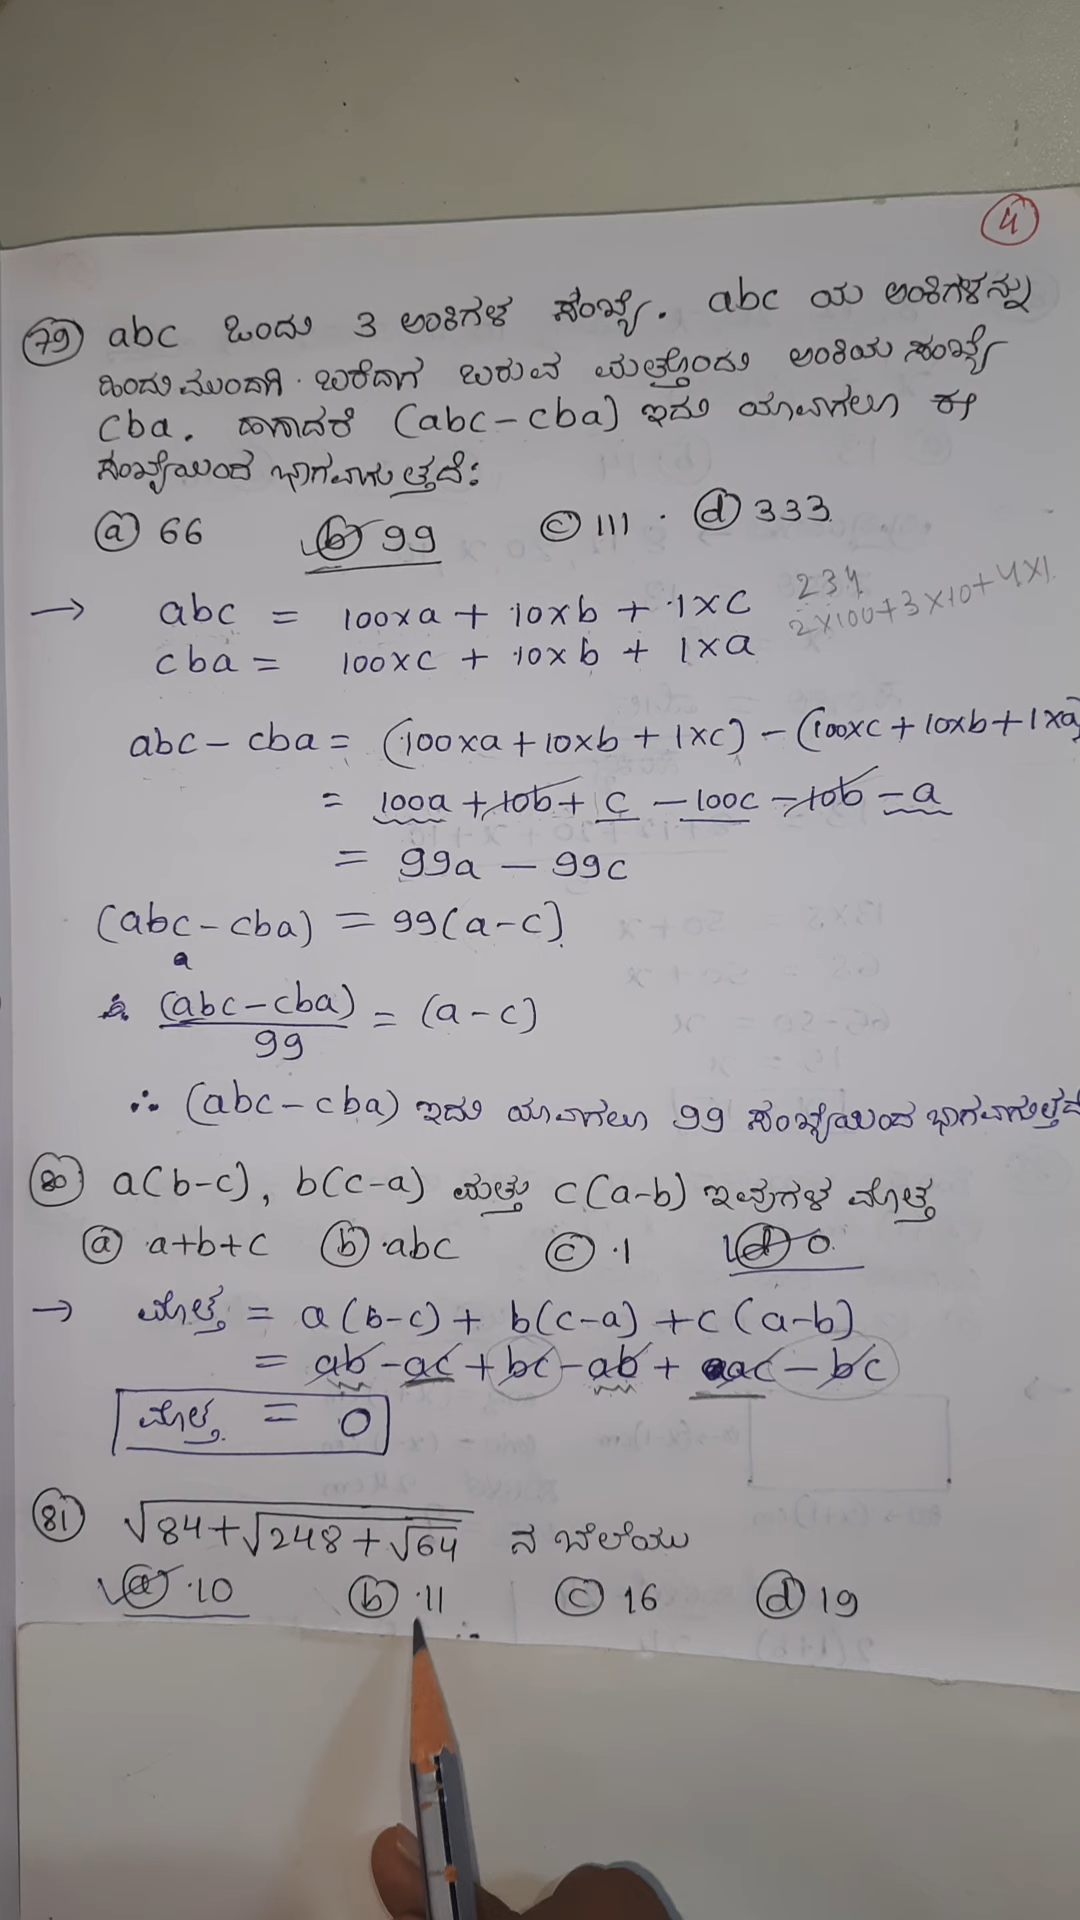 4
79 abc ಒಂದು 3 ಅಂಕಿಗಳ ಸಂಖ್ಯೆ. abc ಯ ಅಂಕಿಗಳನ್ನು
ಹಿಂದುಮುಂದಾಗಿ ಬರೆದಾಗ ಬರುವ ಮತ್ತೊಂದು ಅಂಕಿಯ ಸಂಖ್ಯೆ
cba. ಹಾಗಾದರೆ (abc-cba) ಇದು ಯಾವಾಗಲೂ ಈ
ಸಂಖ್ಯೆಯಿಂದ ಭಾಗವಾಗುತ್ತದೆ:
a 66 b 99 c 111 d 333
234
2×100+3×10+4×1
→ abc = 100×a + 10×b + 1×c
cba = 100×c + 10×b + 1×a
abc - cba = (100×a + 10×b + 1×c) - (100×c + 10×b + 1×a)
= 100a + 10b + c - 100c - 10b - a
= 99a - 99c
(abc - cba) = 99(a-c)
a
(abc-cba)/99 = (a-c)
∴ (abc-cba) ಇದು ಯಾವಾಗಲೂ 99 ಸಂಖ್ಯೆಯಿಂದ ಭಾಗವಾಗುತ್ತದೆ
80 a(b-c), b(c-a) ಮತ್ತು c(a-b) ಇವುಗಳ ಮೊತ್ತ
a a+b+c b abc c 1 d 0
→ ಮೊತ್ತ = a(b-c) + b(c-a) + c(a-b)
= ab - ac + bc - ab + ac - bc
ಮೊತ್ತ = 0
81 √84+√248+√64 ನ ಬೆಲೆಯು
a 10 b 11 c 16 d 19